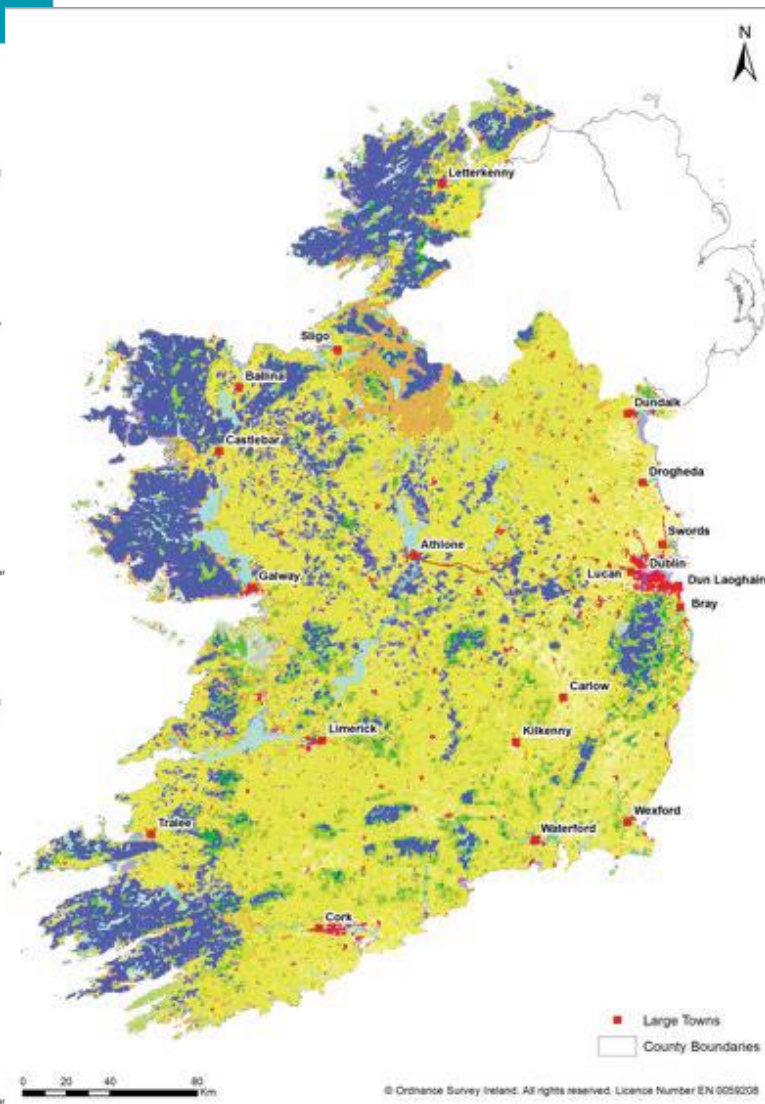 N
Letterkenny
Sligo
Ballina
Dundalk
Castlebar
Drogheda
Swords
Athlone
Dublin
Lucan
Dun Laoghair
Galway
Bray
Carlow
Limerick
Kilkenny
Wexford
Tralee
Waterford
Cork
Large Towns
County Boundaries
0 20 40 80
Km
© Ordnance Survey Ireland. All rights reserved. Licence Number EN 0059208